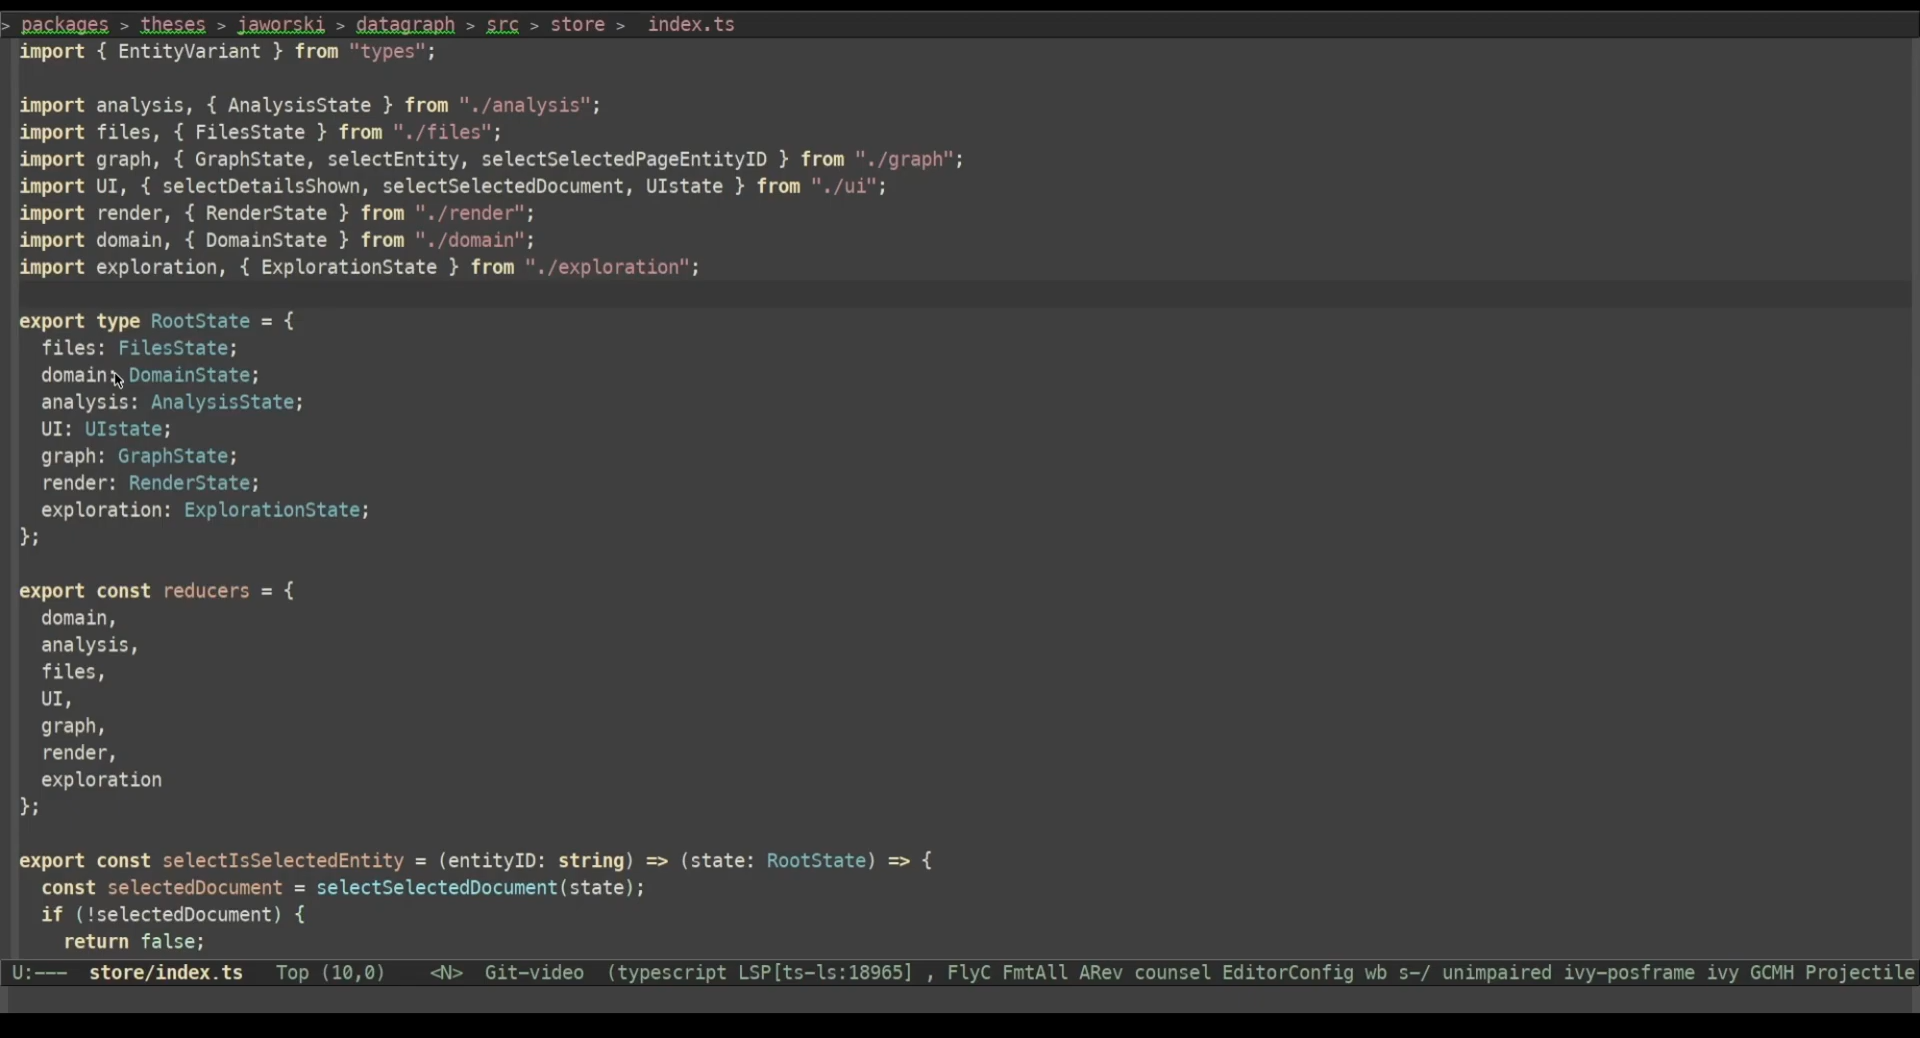 > packages > theses > jaworski > datagraph > src > store > index.ts
import { EntityVariant } from "types";
import analysis, { AnalysisState } from "./analysis";
import files, { FilesState } from "./files";
import graph, { GraphState, selectEntity, selectSelectedPageEntityID } from "./graph";
import UI, { selectDetailsShown, selectSelectedDocument, UIstate } from "./ui";
import render, { RenderState } from "./render";
import domain, { DomainState } from "./domain";
import exploration, { ExplorationState } from "./exploration";
export type RootState = {
  files: FilesState;
  domain: DomainState;
  analysis: AnalysisState;
  UI: UIstate;
  graph: GraphState;
  render: RenderState;
  exploration: ExplorationState;
};
export const reducers = {
  domain,
  analysis,
  files,
  UI,
  graph,
  render,
  exploration
};
export const selectIsSelectedEntity = (entityID: string) => (state: RootState) => {
  const selectedDocument = selectSelectedDocument(state);
  if (!selectedDocument) {
    return false;
U:--- store/index.ts Top (10,0) <N> Git-video (typescript LSP[ts-ls:18965] , FlyC FmtAll ARev counsel EditorConfig wb s-/ unimpaired ivy-posframe ivy GCMH Projectile